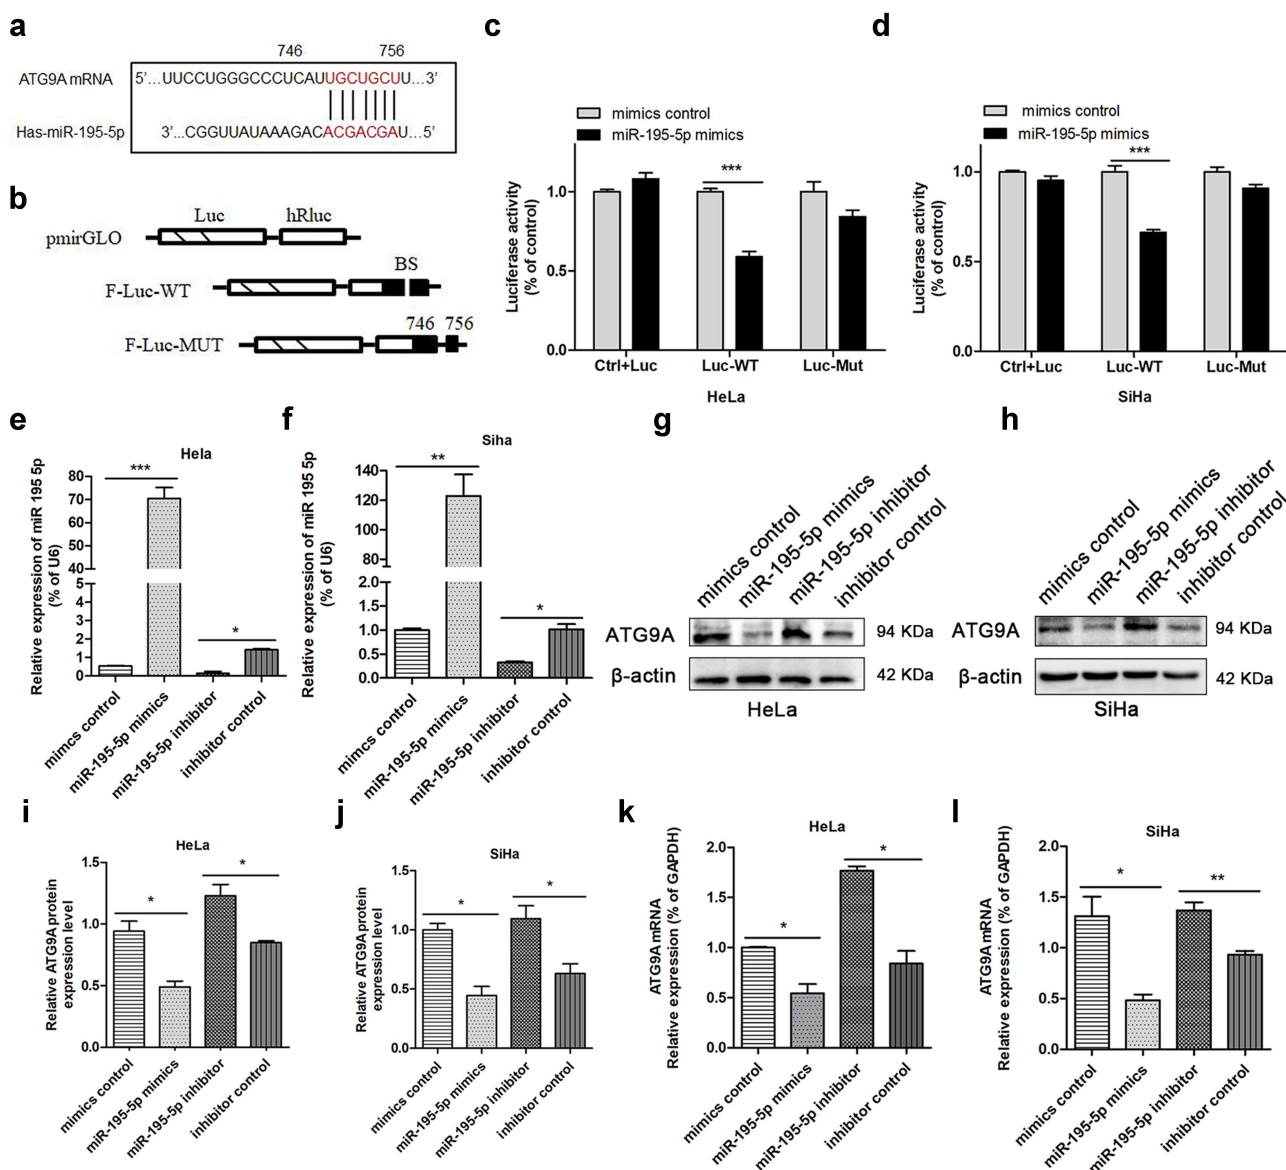 a
746 756
ATG9A mRNA 5'...UUCCUGGGCCCUCAUUGCUGCUU...3'
Has-miR-195-5p 3'...CGGUUAUAAAGACACGACGAU...5'
b
Luc hRluc
pmirGLO
BS
F-Luc-WT
746 756
F-Luc-MUT
c
mimics control
miR-195-5p mimics
***
Luciferase activity
(% of control)
1.0
0.5
0.0
Ctrl+Luc Luc-WT Luc-Mut
HeLa
d
mimics control
miR-195-5p mimics
***
Luciferase activity
(% of control)
1.0
0.5
0.0
Ctrl+Luc Luc-WT Luc-Mut
SiHa
e
Hela
Relative expression of miR 195 5p
(% of U6)
80
70
60
50
40
5
4
3
2
1
0
***
*
mimcs control
miR-195-5p mimics
miR-195-5p inhibitor
inhibitor control
f
Siha
Relative expression of miR 195 5p
(% of U6)
140
120
100
80
2.0
1.5
1.0
0.5
0.0
**
*
mimics control
miR-195-5p mimics
miR-195-5p inhibitor
inhibitor control
g
mimics control
miR-195-5p mimics
miR-195-5p inhibitor
inhibitor control
ATG9A 94 KDa
β-actin 42 KDa
HeLa
h
mimics control
miR-195-5p mimics
miR-195-5p inhibitor
inhibitor control
ATG9A 94 KDa
β-actin 42 KDa
SiHa
i
HeLa
Relative ATG9A protein
expression level
1.5
1.0
0.5
0.0
*
*
mimics control
miR-195-5p mimics
miR-195-5p inhibitor
inhibitor control
j
SiHa
Relative ATG9A protein
expression level
1.5
1.0
0.5
0.0
*
*
mimics control
miR-195-5p mimics
miR-195-5p inhibitor
inhibitor control
k
HeLa
ATG9A mRNA
Relative expression (% of GAPDH)
2.0
1.5
1.0
0.5
0.0
*
*
mimics control
miR-195-5p mimics
miR-195-5p inhibitor
inhibitor control
l
SiHa
ATG9A mRNA
Relative expression (% of GAPDH)
2.0
1.5
1.0
0.5
0.0
*
**
mimics control
miR-195-5p mimics
miR-195-5p inhibitor
inhibitor control